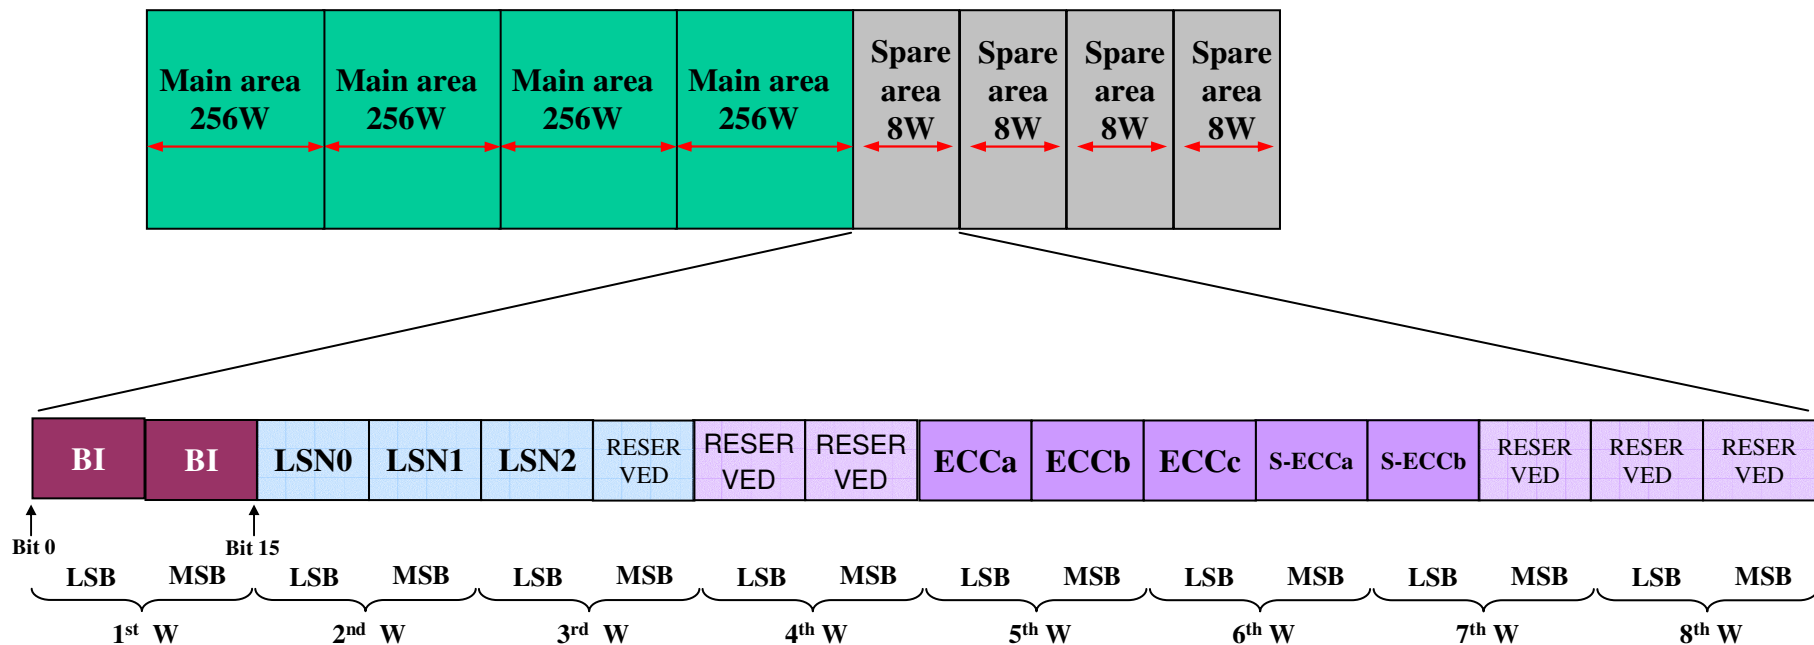 Main area
256W
Main area
256W
Main area
256W
Main area
256W
Spare
area
8W
Spare
area
8W
Spare
area
8W
Spare
area
8W
BI
BI
LSN0
LSN1
LSN2
RESER
VED
RESER
VED
RESER
VED
ECCa
ECCb
ECCc
S-ECCa
S-ECCb
RESER
VED
RESER
VED
RESER
VED
Bit 0
Bit 15
LSB MSB LSB MSB LSB MSB LSB MSB LSB MSB LSB MSB LSB MSB LSB MSB
1st W 2nd W 3rd W 4th W 5th W 6th W 7th W 8th W